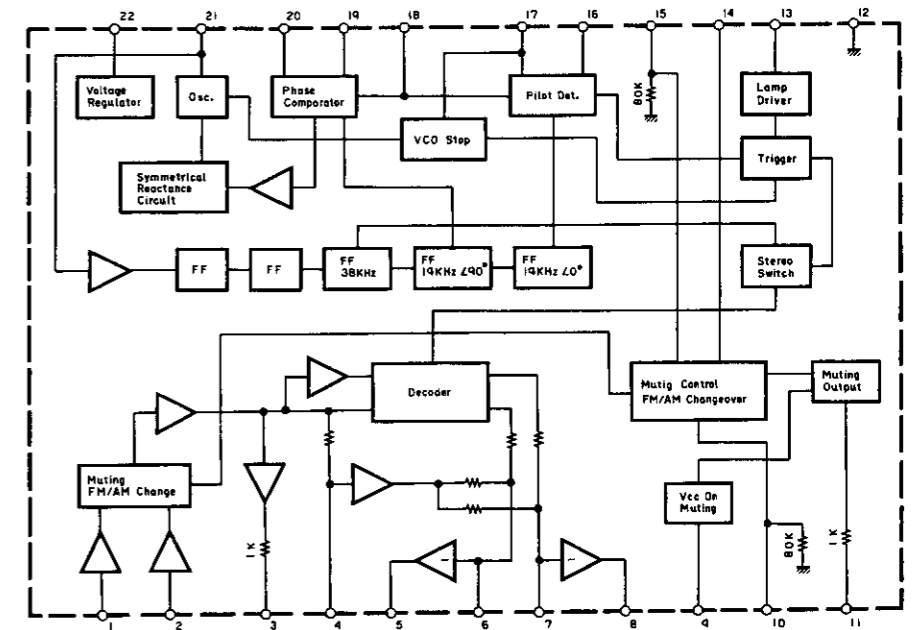 22 21 20 19 18 17 16 15 14 13 12
Voltage
Regulator
Osc.
Phase
Comparator
Pilot Det.
80K
Lamp
Driver
VCO Stop
Trigger
Symmetrical
Reactance
Circuit
FF
FF
FF
38KHz
FF
19KHz ∠90°
FF
19KHz ∠0°
Stereo
Switch
Decoder
Mutig Control
FM/AM Changeover
Muting
Output
Muting
FM/AM Change
Vcc On
Muting
1K
80K
1K
1 2 3 4 5 6 7 8 9 10 11